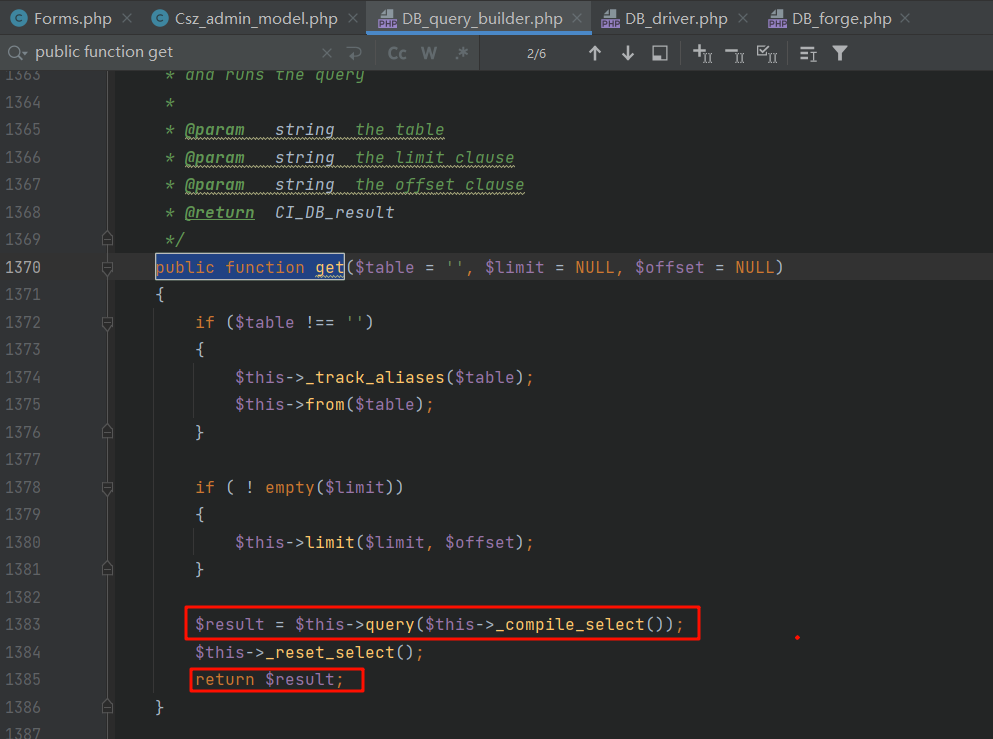 Forms.php × Csz_admin_model.php × DB_query_builder.php × DB_driver.php × DB_forge.php ×
public function get × Cc W .* 2/6
1363 * and runs the query
1364 *
1365 * @param string the table
1366 * @param string the limit clause
1367 * @param string the offset clause
1368 * @return CI_DB_result
1369 */
1370 public function get($table = '', $limit = NULL, $offset = NULL)
1371 {
1372 if ($table !== '')
1373 {
1374 $this->_track_aliases($table);
1375 $this->from($table);
1376 }
1377
1378 if ( ! empty($limit))
1379 {
1380 $this->limit($limit, $offset);
1381 }
1382
1383 $result = $this->query($this->_compile_select());
1384 $this->_reset_select();
1385 return $result;
1386 }
1387